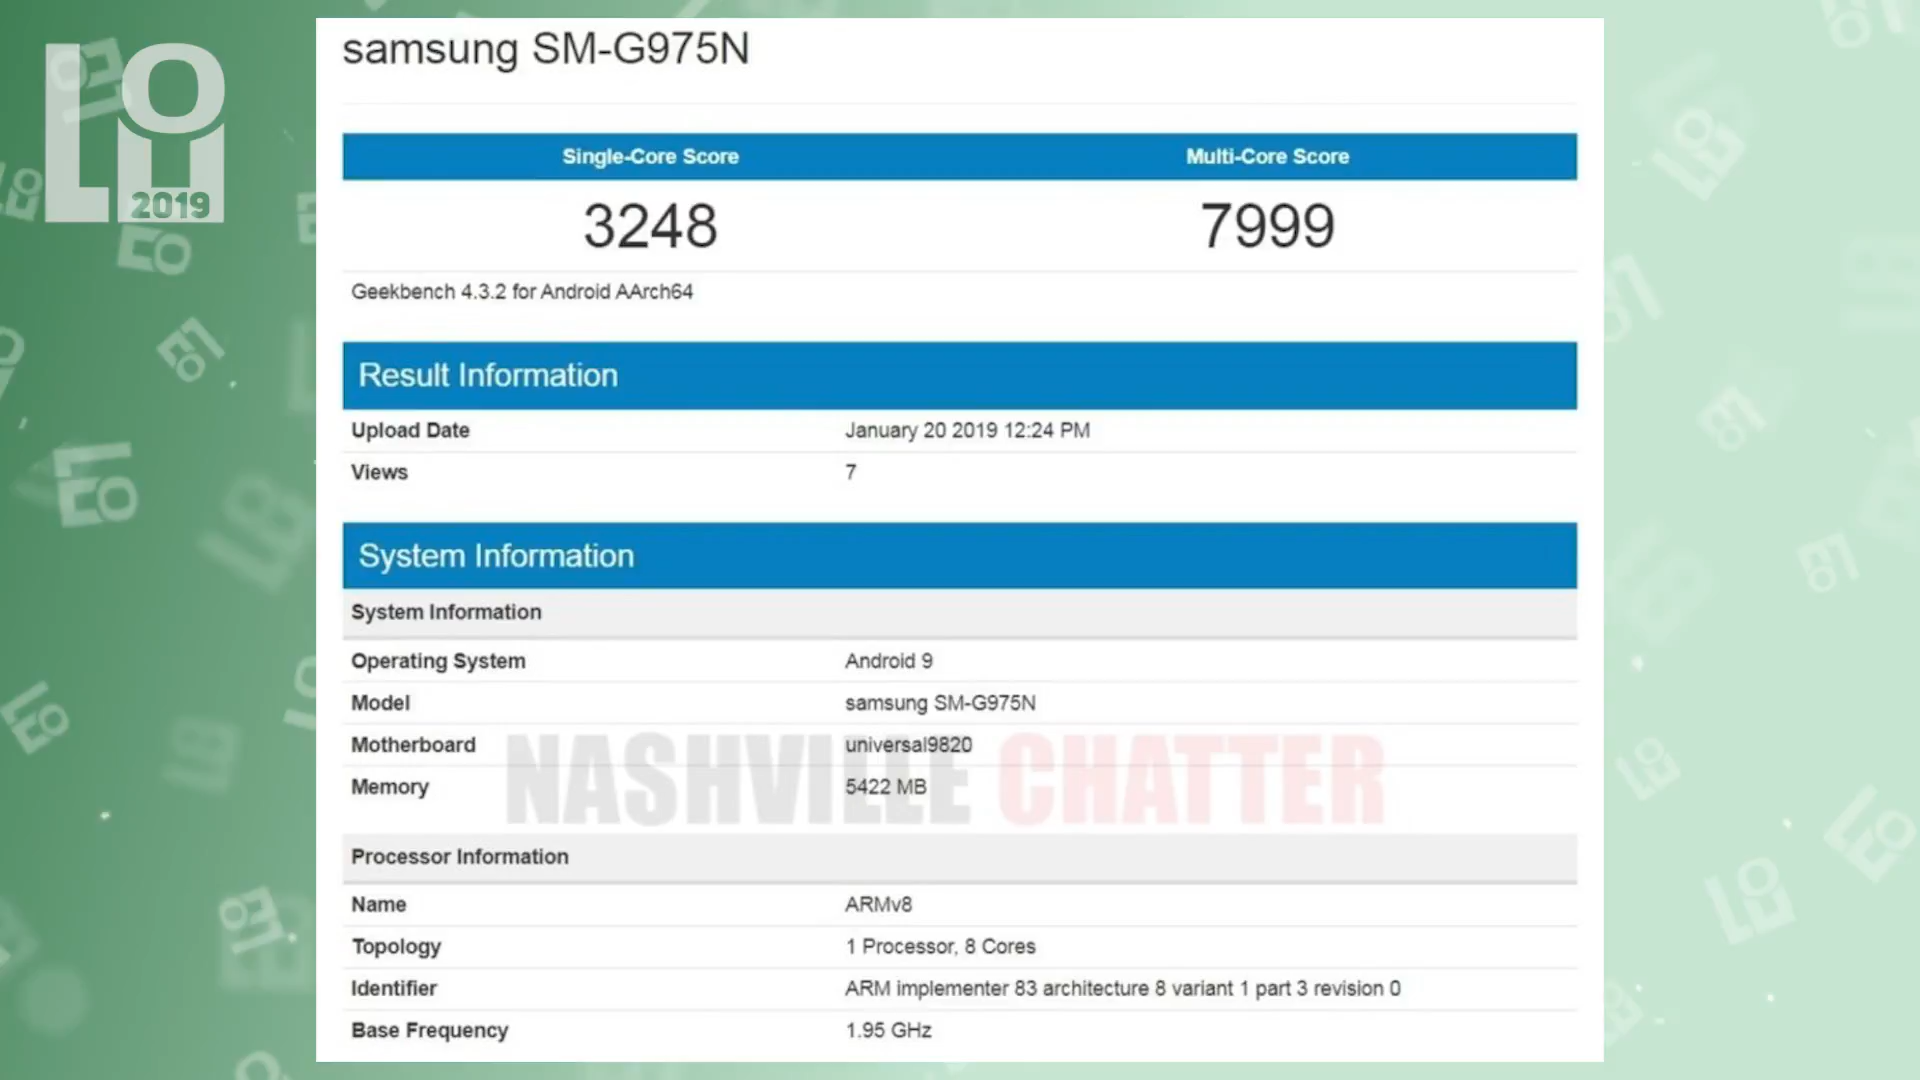 LOU
2019
samsung SM-G975N
Single-Core Score Multi-Core Score
3248 7999
Geekbench 4.3.2 for Android AArch64
Result Information
Upload Date January 20 2019 12:24 PM
Views 7
System Information
System Information
Operating System Android 9
Model samsung SM-G975N
Motherboard universal9820
Memory 5422 MB
NASHVILLE CHATTER
Processor Information
Name ARMv8
Topology 1 Processor, 8 Cores
Identifier ARM implementer 83 architecture 8 variant 1 part 3 revision 0
Base Frequency 1.95 GHz